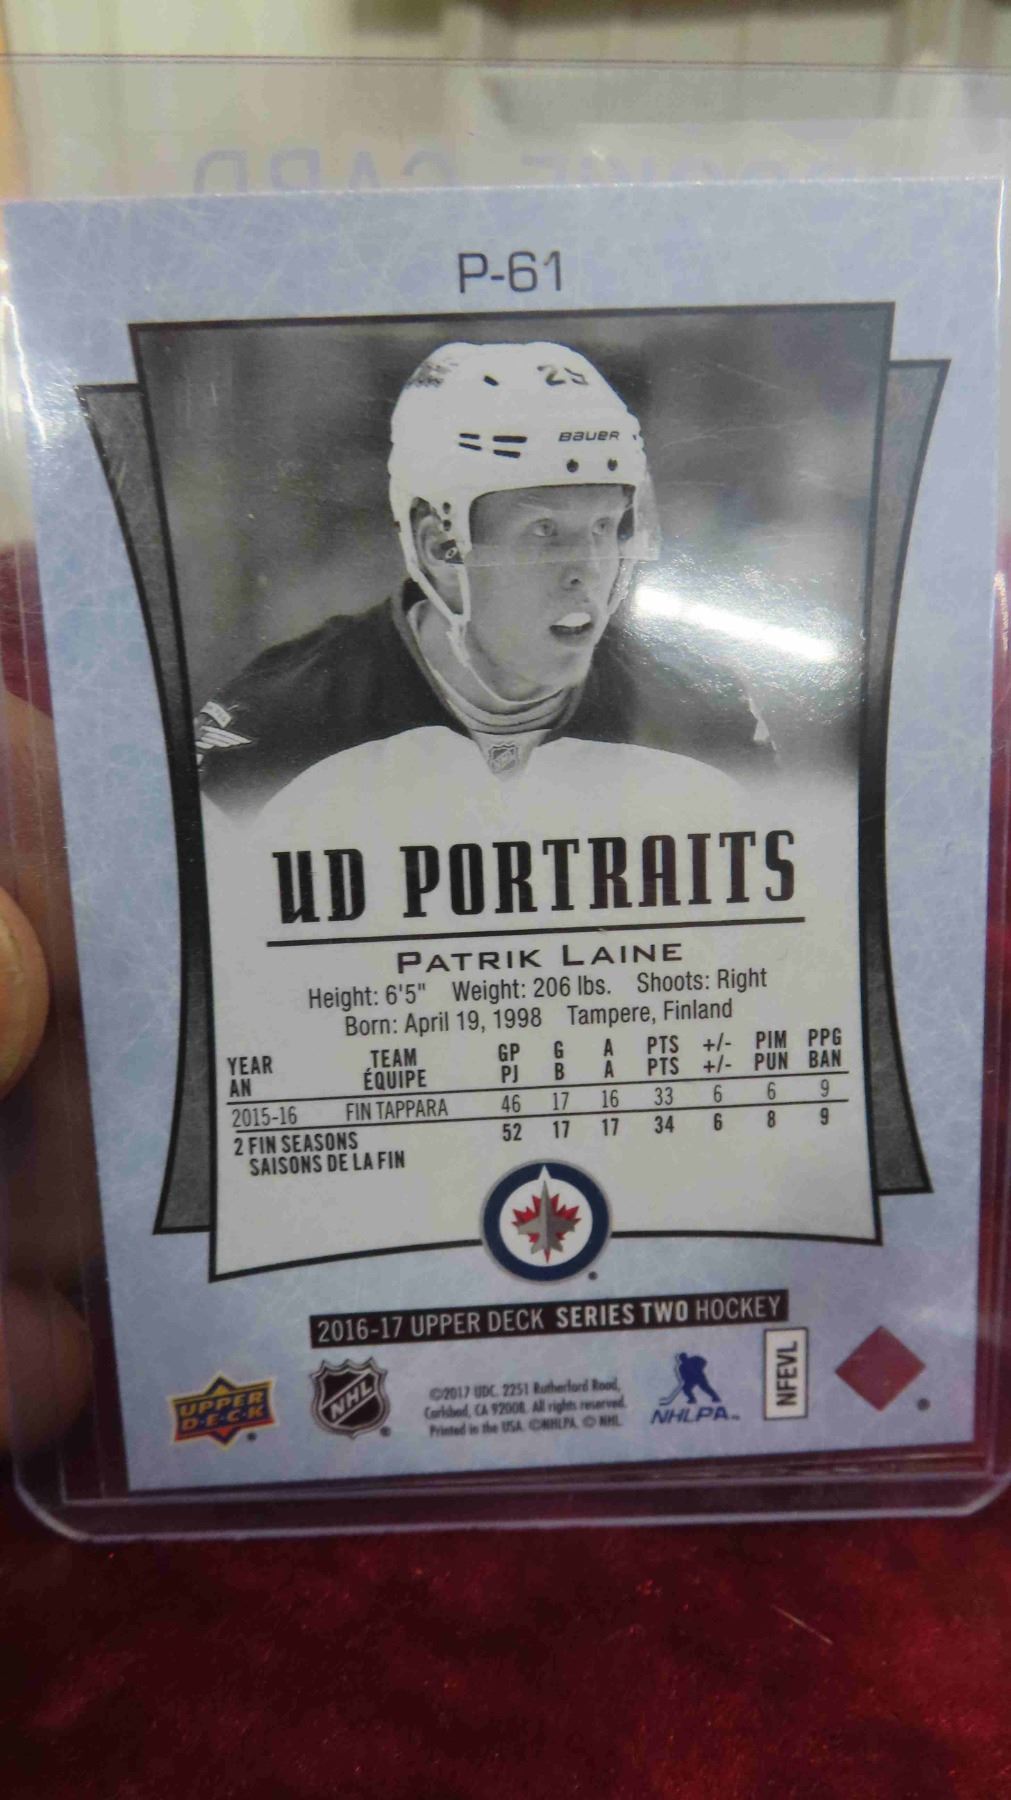 ROOKIE CARD
P-61
29
BAUER
UD PORTRAITS
PATRIK LAINE
Height: 6'5" Weight: 206 lbs. Shoots: Right
Born: April 19, 1998 Tampere, Finland
YEAR TEAM GP G A PTS +/- PIM PPG
AN ÉQUIPE PJ B A PTS +/- PUN BAN
2015-16 FIN TAPPARA 46 17 16 33 6 6 9
2 FIN SEASONS 52 17 17 34 6 8 9
SAISONS DE LA FIN
2016-17 UPPER DECK SERIES TWO HOCKEY
UPPER
D·E·C·K
NHL
©2017 UDC. 2251 Rutherford Road,
Carlsbad, CA 92008. All rights reserved.
Printed in the USA. ©NHLPA. © NHL.
NHLPA™
NFEVL